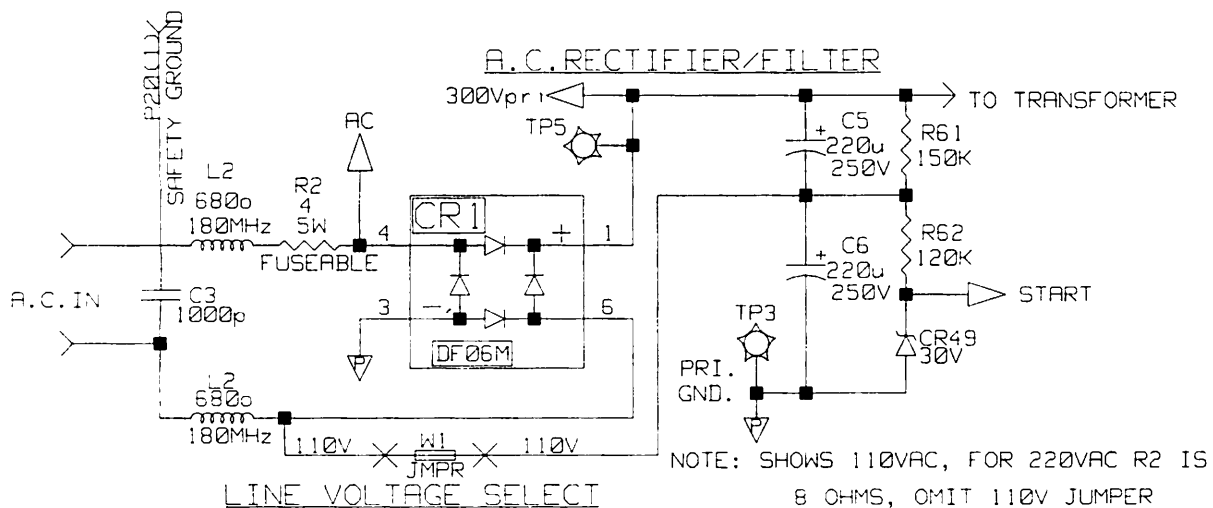 P20(1)
SAFETY GROUND
A.C.RECTIFIER/FILTER
300Vpri
TO TRANSFORMER
AC
TP5
C5
+
220u
250V
R61
150K
L2
680o
180MHz
R2
4
5W
FUSEABLE
CR1
4
+
1
3
-
6
DF06M
C6
+
220u
250V
R62
120K
START
A.C.IN
C3
1000p
P
TP3
CR49
30V
PRI.
GND.
P
L2
680o
180MHz
110V
W1
JMPR
110V
LINE VOLTAGE SELECT
NOTE: SHOWS 110VAC, FOR 220VAC R2 IS
8 OHMS, OMIT 110V JUMPER